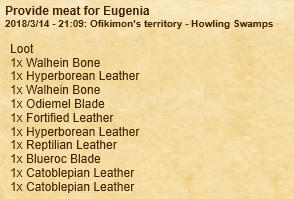 Provide meat for Eugenia
2018/3/14 - 21:09: Ofikimon's territory - Howling Swamps
Loot
1x Walhein Bone
1x Hyperborean Leather
1x Walhein Bone
1x Odiemel Blade
1x Fortified Leather
1x Hyperborean Leather
1x Reptilian Leather
1x Blueroc Blade
1x Catoblepian Leather
1x Catoblepian Leather